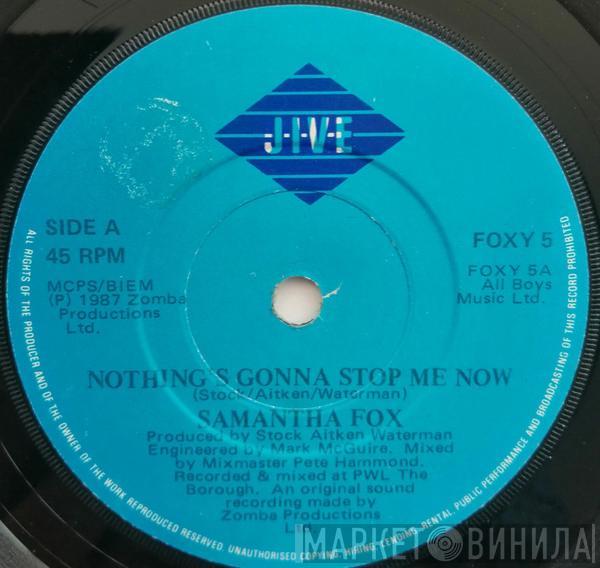 JIVE
SIDE A
45 RPM
FOXY 5
MCPS/BIEM
(P) 1987 Zomba
Productions
Ltd.
FOXY 5A
All Boys
Music Ltd.
NOTHING'S GONNA STOP ME NOW
(Stock/Aitken/Waterman)
SAMANTHA FOX
Produced by Stock Aitken Waterman
Engineered by Mark McGuire. Mixed
by Mixmaster Pete Hammond.
Recorded & mixed at PWL The
Borough. An original sound
recording made by
Zomba Productions
Ltd.
ALL RIGHTS OF THE PRODUCER AND OF THE OWNER OF THE WORK REPRODUCED RESERVED. UNAUTHORISED COPYING, HIRING, LENDING, RENTAL, PUBLIC PERFORMANCE AND BROADCASTING OF THIS RECORD PROHIBITED
МАРКЕТ ВИНИЛА